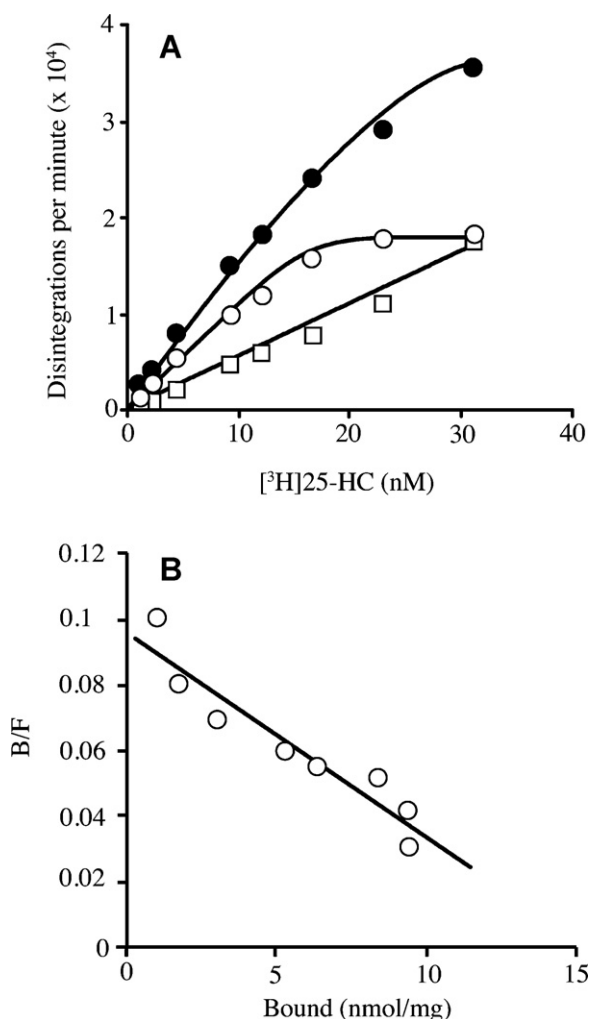 A
Disintegrations per minute (x 10⁴)
4
3
2
1
0
0 10 20 30 40
[³H]25-HC (nM)
B
B/F
0.12
0.1
0.08
0.06
0.04
0.02
0
0 5 10 15
Bound (nmol/mg)